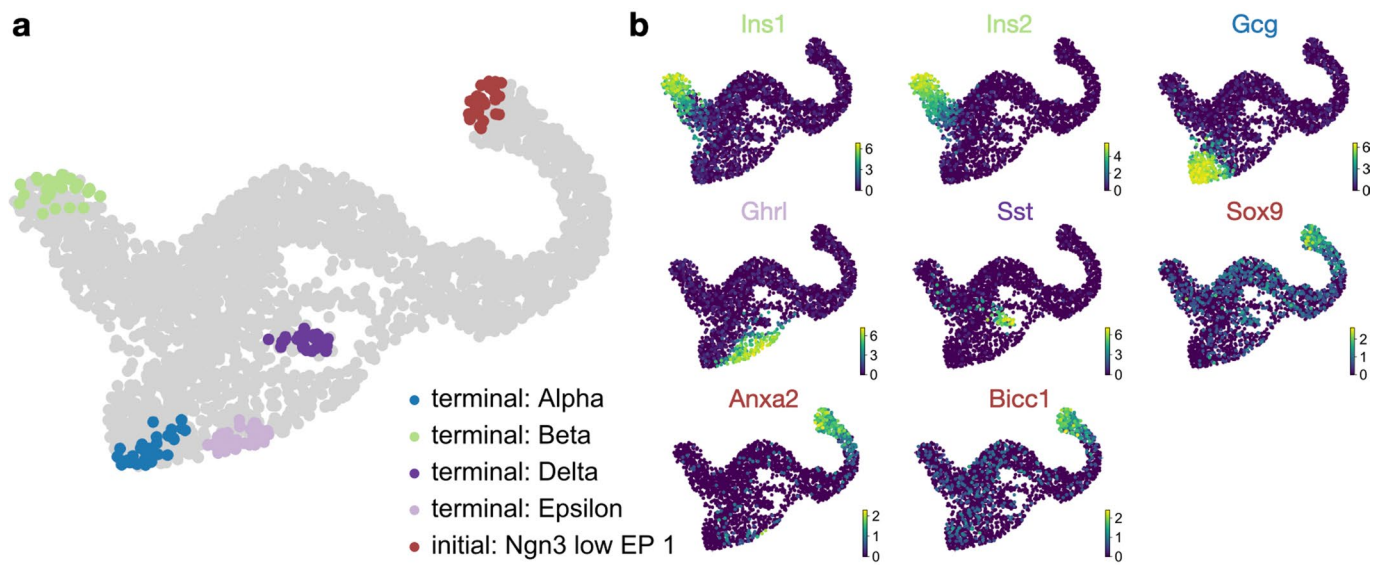 a
b
Ins1
Ins2
Gcg
6
3
0
4
2
0
6
3
0
Ghrl
Sst
Sox9
6
3
0
6
3
0
2
1
0
Anxa2
Bicc1
2
1
0
2
1
0
terminal: Alpha
terminal: Beta
terminal: Delta
terminal: Epsilon
initial: Ngn3 low EP 1